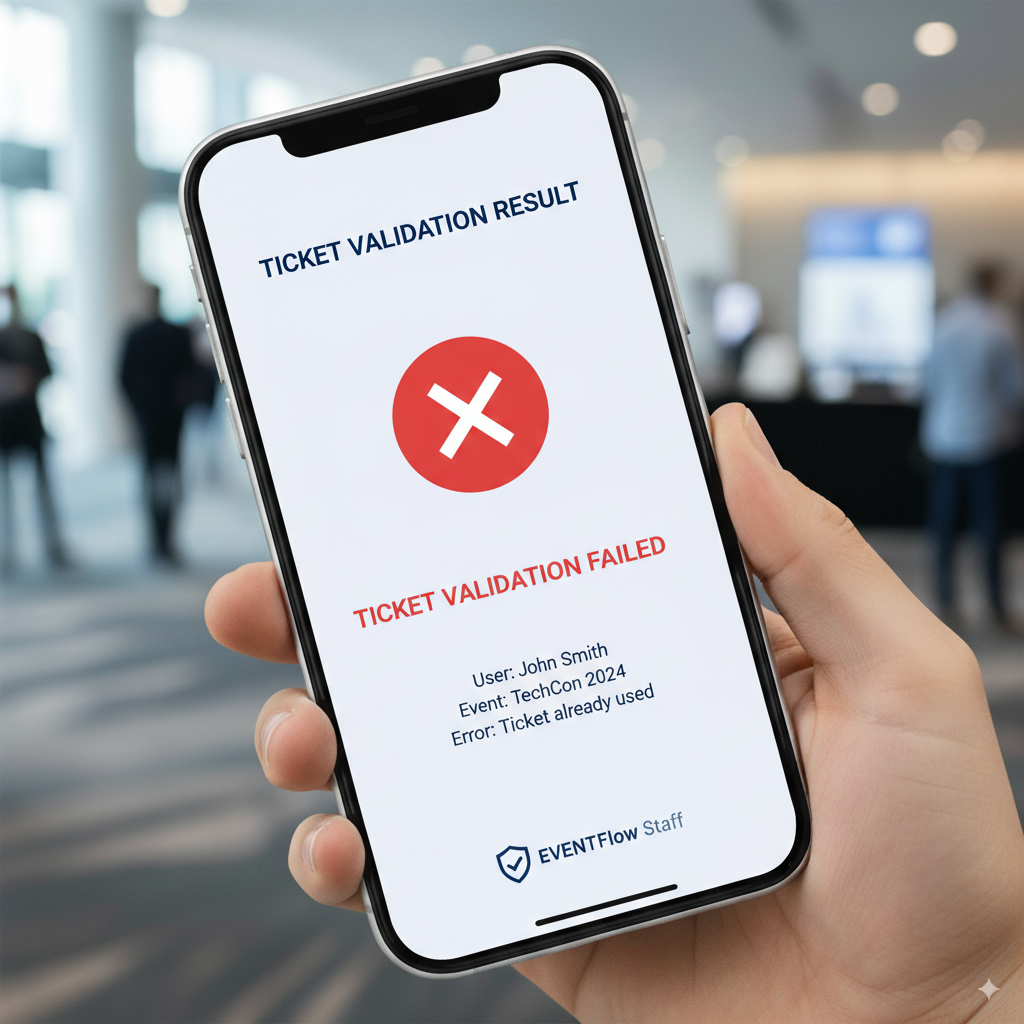 TICKET VALIDATION RESULT
TICKET VALIDATION FAILED
User: John Smith
Event: TechCon 2024
Error: Ticket already used
EVENTFlow Staff